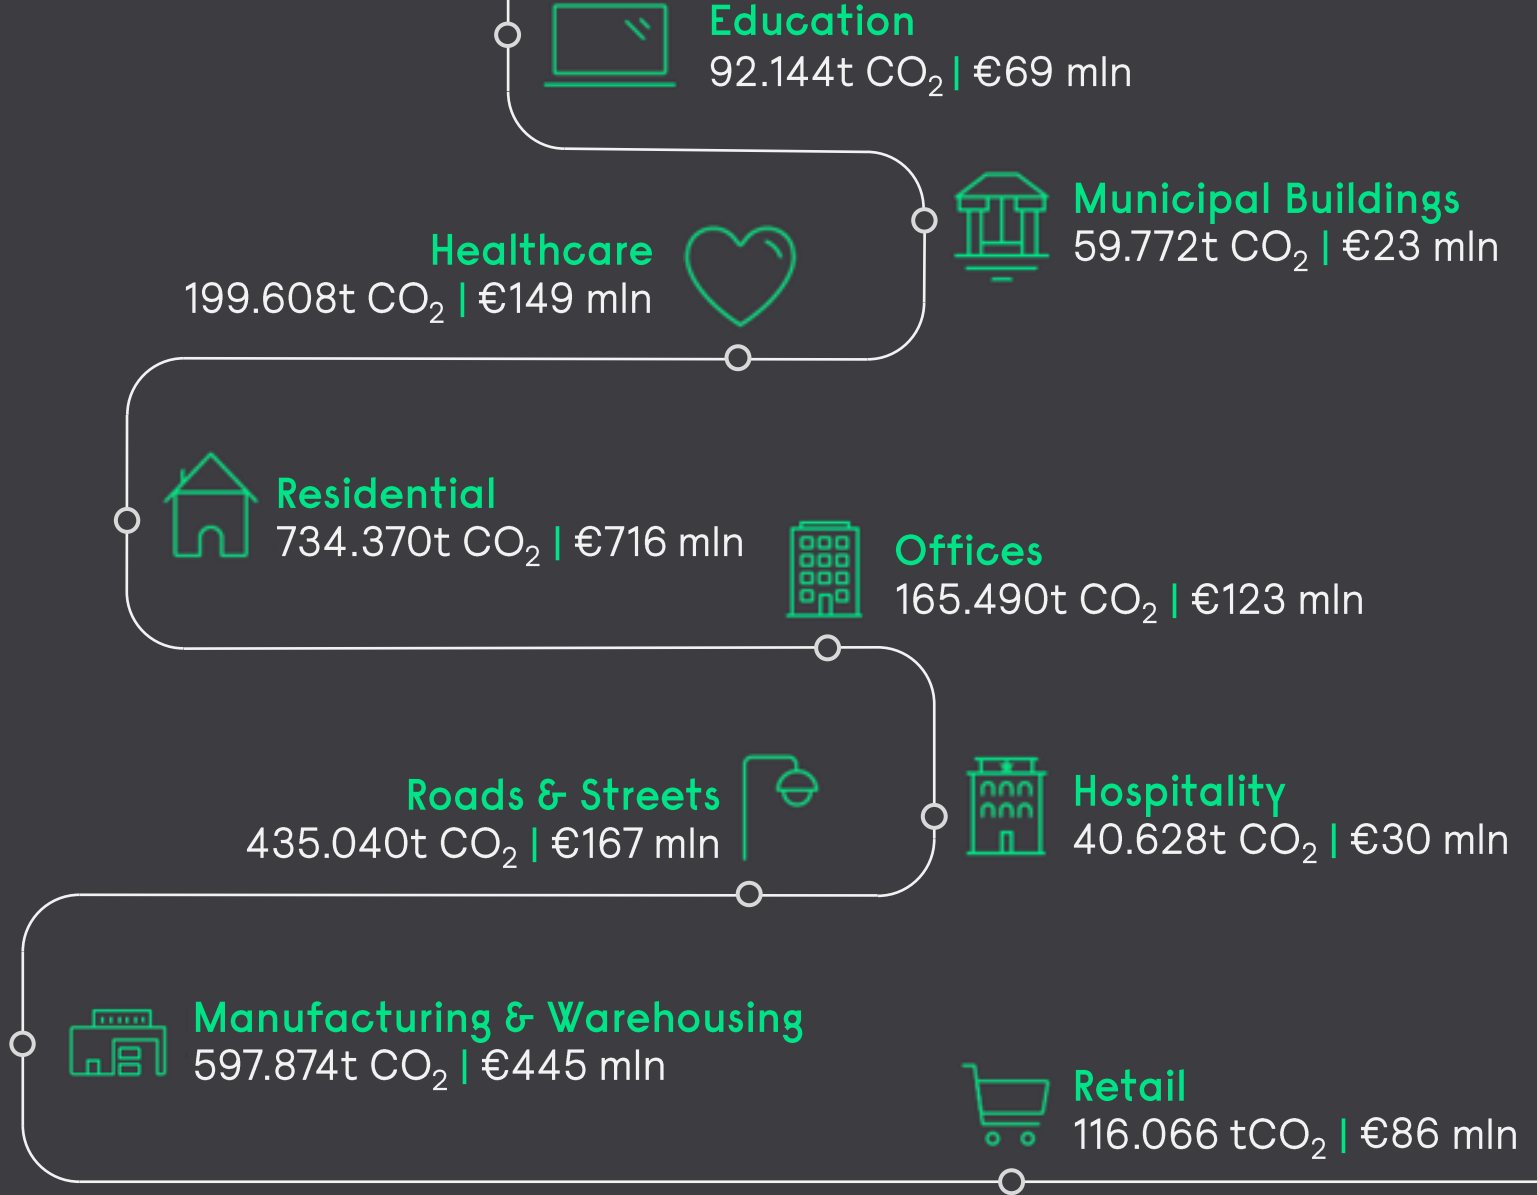 Education
92.144t CO₂ | €69 mln
Municipal Buildings
59.772t CO₂ | €23 mln
Healthcare
199.608t CO₂ | €149 mln
Residential
734.370t CO₂ | €716 mln
Offices
165.490t CO₂ | €123 mln
Hospitality
40.628t CO₂ | €30 mln
Roads & Streets
435.040t CO₂ | €167 mln
Manufacturing & Warehousing
597.874t CO₂ | €445 mln
Retail
116.066 tCO₂ | €86 mln